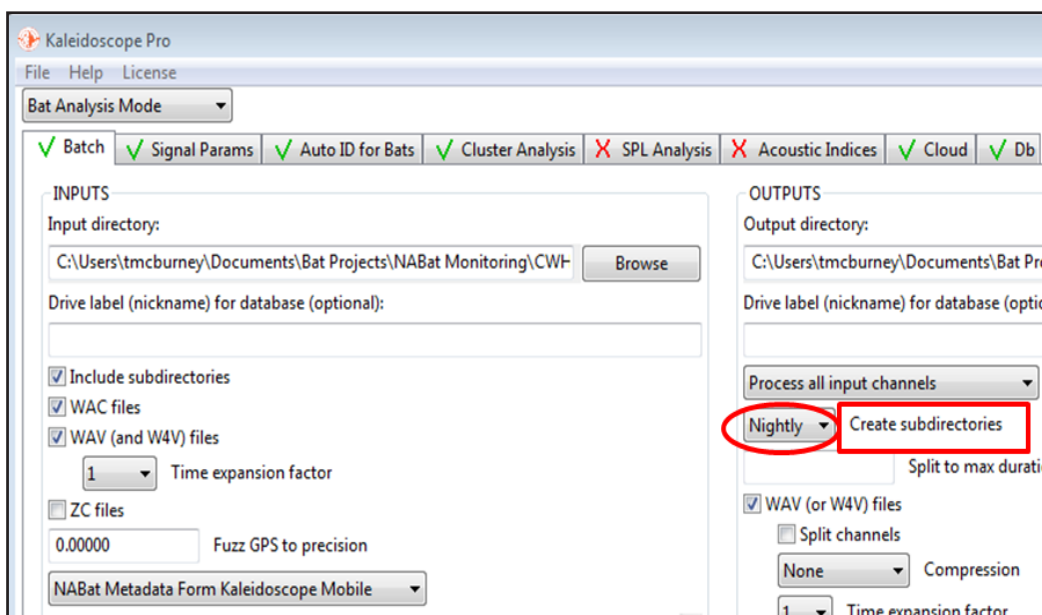 Kaleidoscope Pro
File Help License
Bat Analysis Mode
Batch Signal Params Auto ID for Bats Cluster Analysis SPL Analysis Acoustic Indices Cloud Db
INPUTS
Input directory:
C:\Users\tmcburney\Documents\Bat Projects\NABat Monitoring\CWH
Browse
Drive label (nickname) for database (optional):
Include subdirectories
WAC files
WAV (and W4V) files
1 Time expansion factor
ZC files
0.00000 Fuzz GPS to precision
NABat Metadata Form Kaleidoscope Mobile
OUTPUTS
Output directory:
C:\Users\tmcburney\Documents\Bat Pro
Drive label (nickname) for database (optio
Process all input channels
Nightly Create subdirectories
Split to max durati
WAV (or W4V) files
Split channels
None Compression
1 Time expansion factor